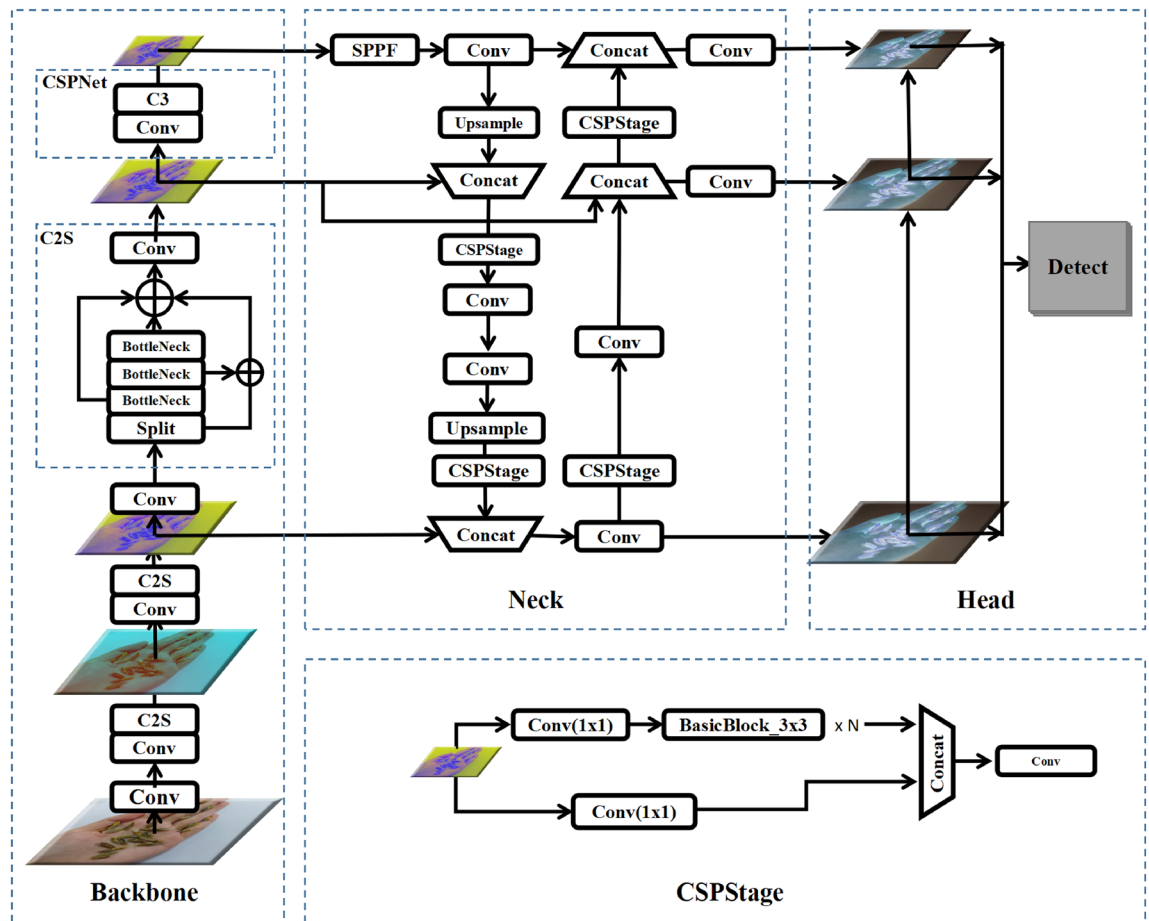 CSPNet
C3
Conv
C2S
Conv
BottleNeck
BottleNeck
BottleNeck
Split
Conv
C2S
Conv
C2S
Conv
Conv
Backbone
SPPF
Conv
Concat
Conv
Upsample
CSPStage
Concat
Concat
Conv
CSPStage
Conv
Conv
Conv
Upsample
CSPStage
CSPStage
Concat
Conv
Neck
Detect
Head
Conv(1x1)
BasicBlock_3x3
x N
Conv(1x1)
Concat
Conv
CSPStage